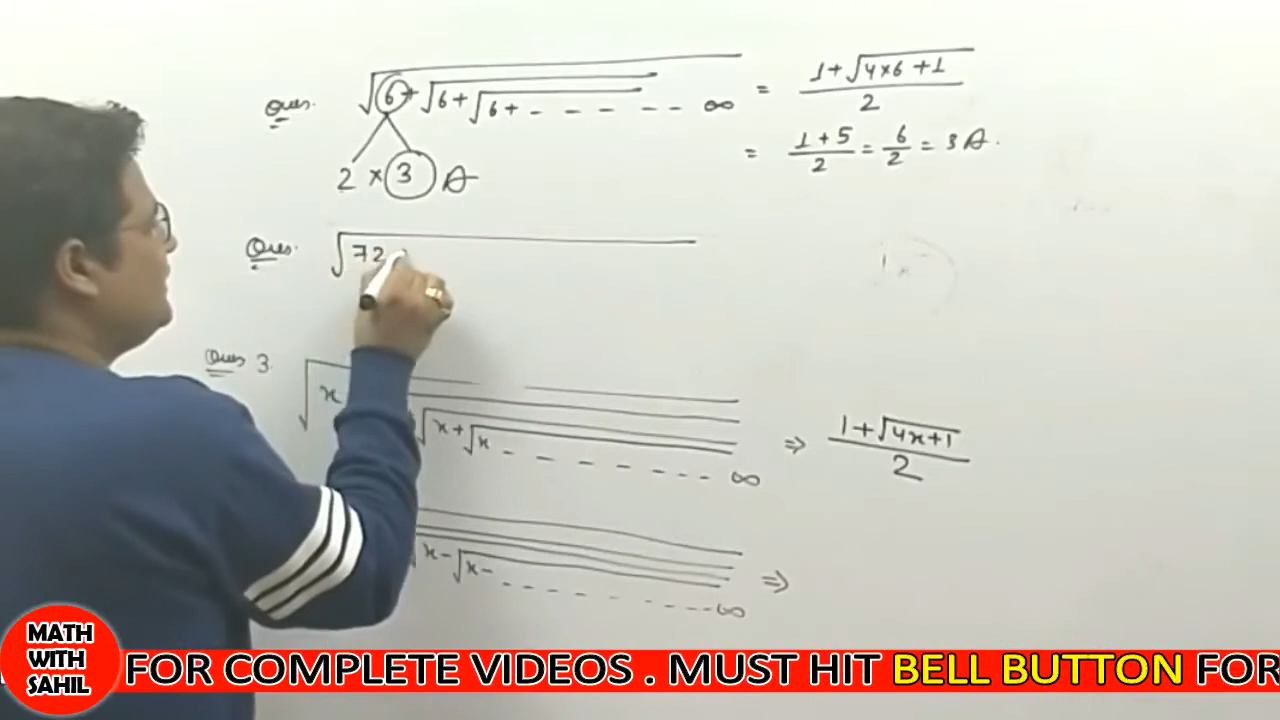 Ques. √6+√6+√6+ - - - - - ∞ = 1+√4×6+1 / 2
2 × 3 A = 1+5/2 = 6/2 = 3 A.
Ques. √72
Ques 3. √x √x+√x - - - - - - - ∞ ⇒ 1+√4x+1 / 2
√x-√x- - - - - - - - ∞ ⇒
MATH
WITH
SAHIL
FOR COMPLETE VIDEOS . MUST HIT BELL BUTTON FOR